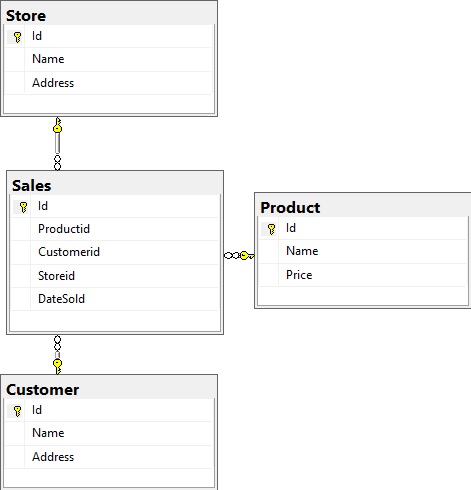 Store
Id
Name
Address
Sales
Id
Productid
Customerid
Storeid
DateSold
Product
Id
Name
Price
Customer
Id
Name
Address